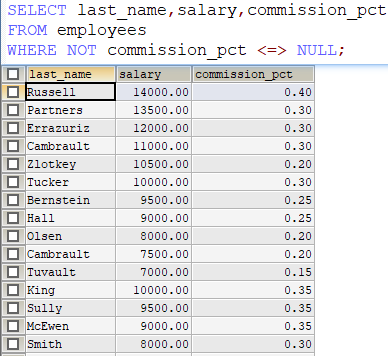 SELECT last_name,salary,commission_pct
FROM employees
WHERE NOT commission_pct <=> NULL;
last_name salary commission_pct
Russell 14000.00 0.40
Partners 13500.00 0.30
Errazuriz 12000.00 0.30
Cambrault 11000.00 0.30
Zlotkey 10500.00 0.20
Tucker 10000.00 0.30
Bernstein 9500.00 0.25
Hall 9000.00 0.25
Olsen 8000.00 0.20
Cambrault 7500.00 0.20
Tuvault 7000.00 0.15
King 10000.00 0.35
Sully 9500.00 0.35
McEwen 9000.00 0.35
Smith 8000.00 0.30